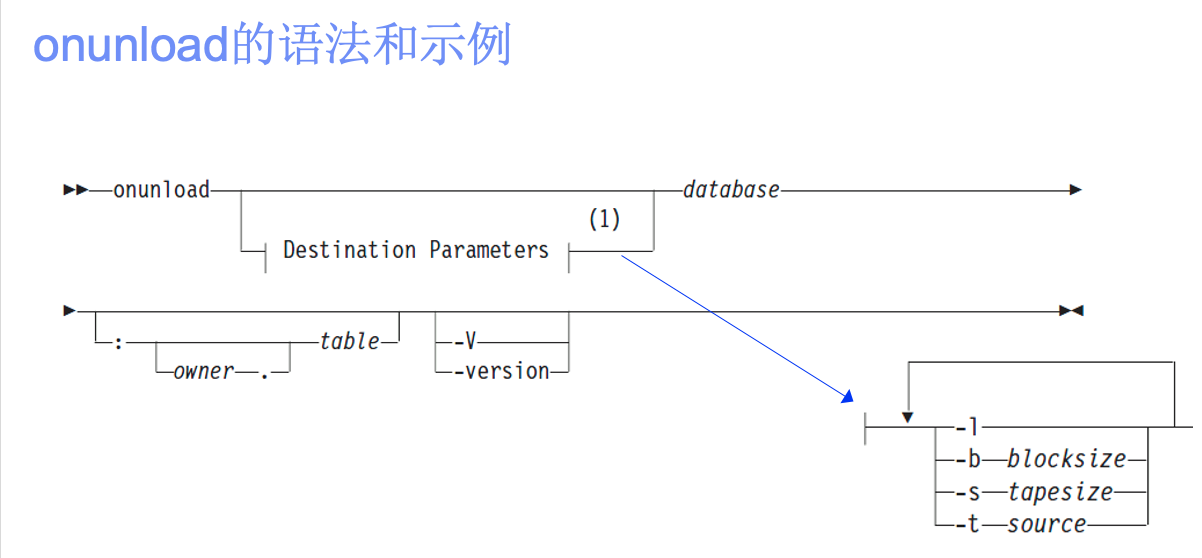 onunload的语法和示例
onunload database
(1)
Destination Parameters
: table
owner .
-V
-version
-l
-b blocksize
-s tapesize
-t source